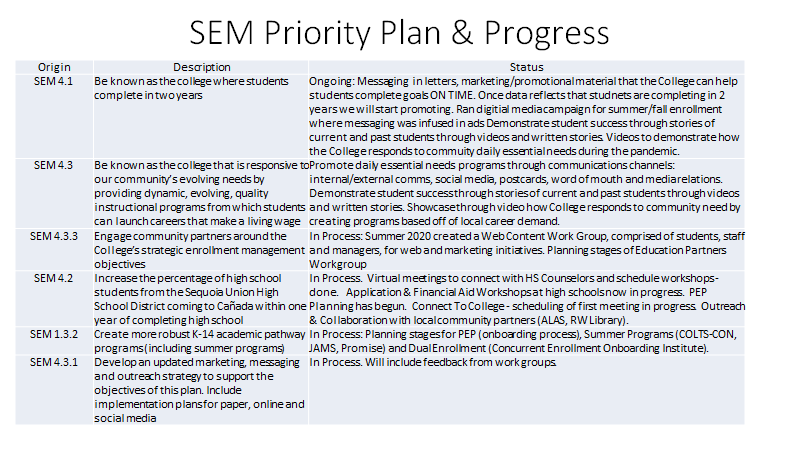 SEM Priority Plan & Progress
Origin Description Status
SEM 4.1 Be known as the college where students Ongoing: Messaging in letters, marketing/promotional material that the College can help
complete in two years students complete goals ON TIME. Once data reflects that studnets are completing in 2
years we will start promoting. Ran digitial media campaign for summer/fall enrollment
where messaging was infused in ads Demonstrate student success through stories of
current and past students through videos and written stories. Videos to demonstrate how
the College responds to commuity daily essential needs during the pandemic.
SEM 4.3 Be known as the college that is responsive to Promote daily essential needs programs through communications channels:
our community's evolving needs by internal/external comms, social media, postcards, word of mouth and media relations.
providing dynamic, evolving, quality Demonstrate student success through stories of current and past students through videos
instructional programs from which students and written stories. Showcase through video how College responds to community need by
can launch careers that make a living wage creating programs based off of local career demand.
SEM 4.3.3 Engage community partners around the In Process: Summer 2020 created a Web Content Work Group, comprised of students, staff
College's strategic enrollment management and managers, for web and marketing initiatives. Planning stages of Education Partners
objectives Workgroup
SEM 4.2 Increase the percentage of high school In Process. Virtual meetings to connect with HS Counselors and schedule workshops-
students from the Sequoia Union High done. Application & Financial Aid Workshops at high schools now in progress. PEP
School District coming to Cañada within one Planning has begun. Connect To College - scheduling of first meeting in progress. Outreach
year of completing high school & Collaboration with local community partners (ALAS, RW Library).
SEM 1.3.2 Create more robust K-14 academic pathway In Process: Planning stages for PEP (onboarding process), Summer Programs (COLTS-CON,
programs (including summer programs) JAMS, Promise) and Dual Enrollment (Concurrent Enrollment Onboarding Institute).
SEM 4.3.1 Develop an updated marketing, messaging In Process. Will include feedback from work groups.
and outreach strategy to support the
objectives of this plan. Include
implementation plans for paper, online and
social media